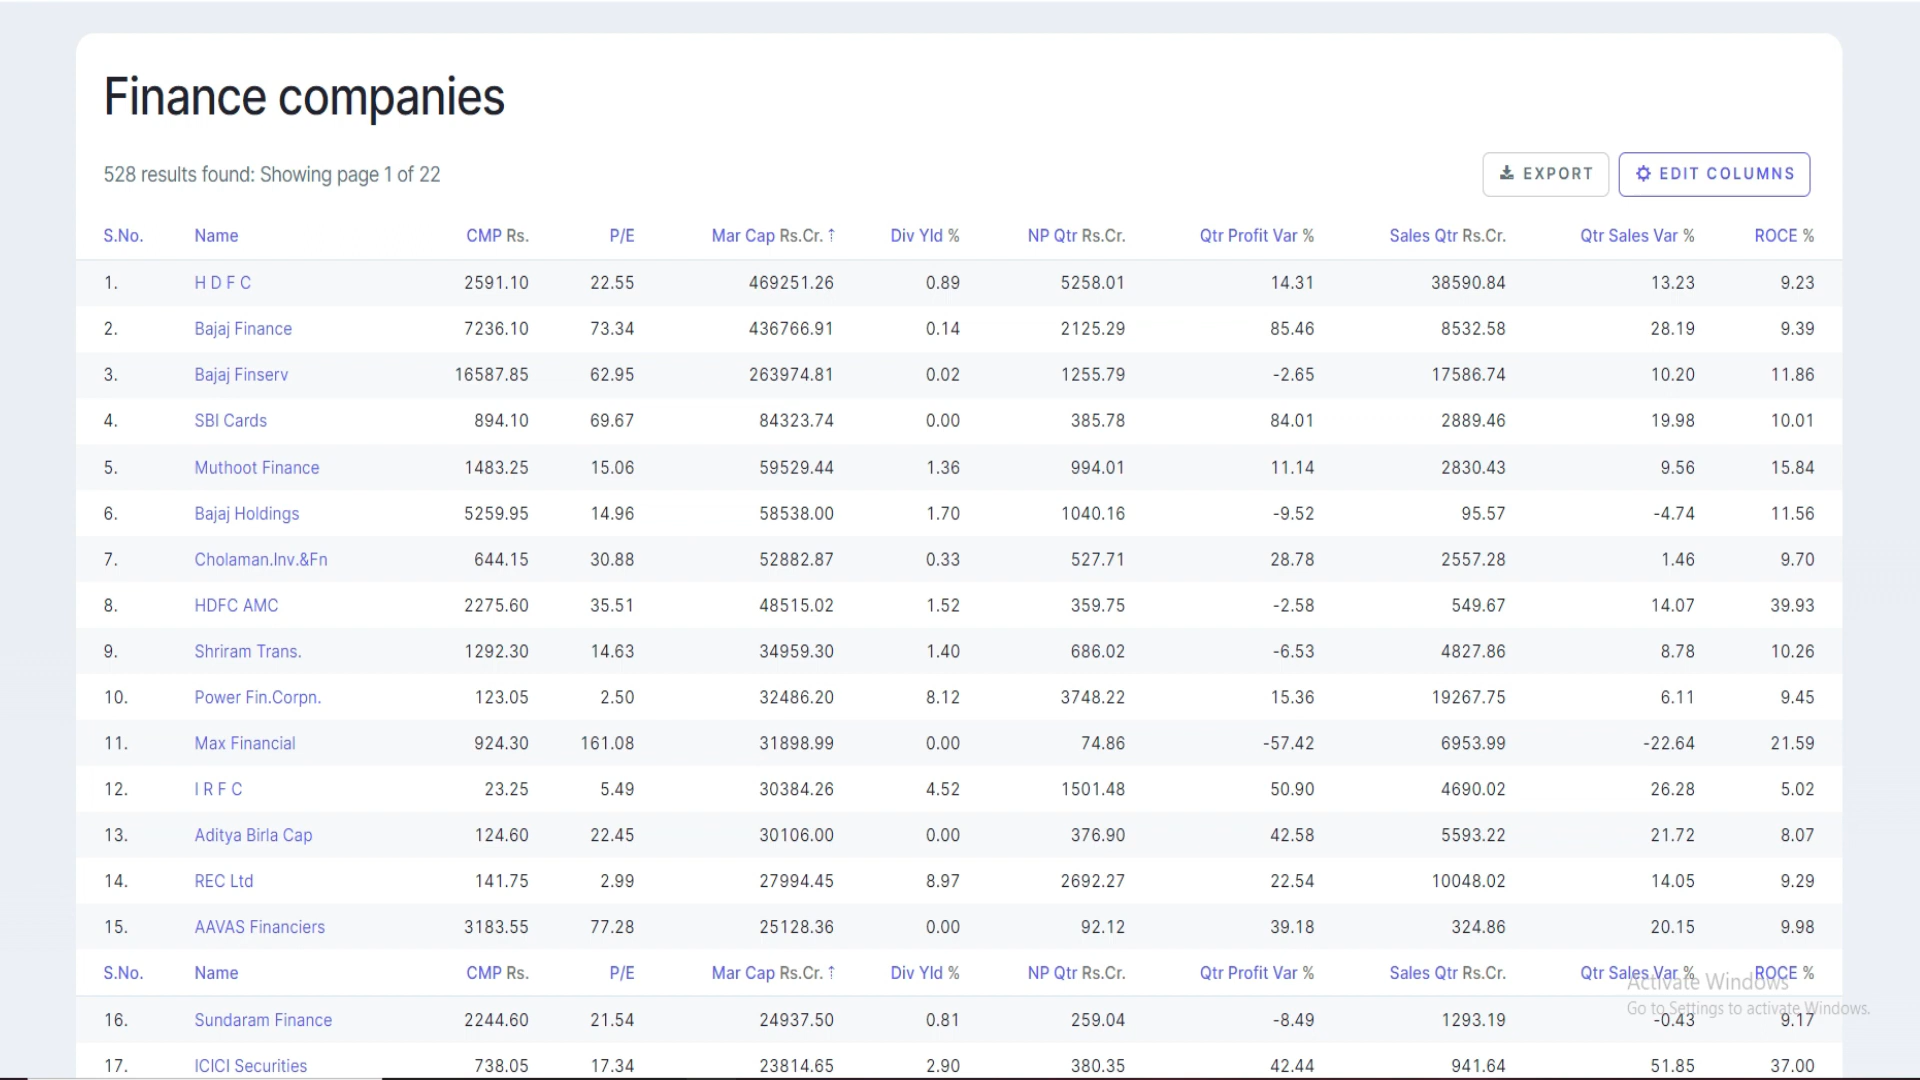 Finance companies
528 results found: Showing page 1 of 22
EXPORT EDIT COLUMNS
S.No. Name CMP Rs. P/E Mar Cap Rs.Cr. ↑ Div Yld % NP Qtr Rs.Cr. Qtr Profit Var % Sales Qtr Rs.Cr. Qtr Sales Var % ROCE %
1. H D F C 2591.10 22.55 469251.26 0.89 5258.01 14.31 38590.84 13.23 9.23
2. Bajaj Finance 7236.10 73.34 436766.91 0.14 2125.29 85.46 8532.58 28.19 9.39
3. Bajaj Finserv 16587.85 62.95 263974.81 0.02 1255.79 -2.65 17586.74 10.20 11.86
4. SBI Cards 894.10 69.67 84323.74 0.00 385.78 84.01 2889.46 19.98 10.01
5. Muthoot Finance 1483.25 15.06 59529.44 1.36 994.01 11.14 2830.43 9.56 15.84
6. Bajaj Holdings 5259.95 14.96 58538.00 1.70 1040.16 -9.52 95.57 -4.74 11.56
7. Cholaman.Inv.&Fn 644.15 30.88 52882.87 0.33 527.71 28.78 2557.28 1.46 9.70
8. HDFC AMC 2275.60 35.51 48515.02 1.52 359.75 -2.58 549.67 14.07 39.93
9. Shriram Trans. 1292.30 14.63 34959.30 1.40 686.02 -6.53 4827.86 8.78 10.26
10. Power Fin.Corpn. 123.05 2.50 32486.20 8.12 3748.22 15.36 19267.75 6.11 9.45
11. Max Financial 924.30 161.08 31898.99 0.00 74.86 -57.42 6953.99 -22.64 21.59
12. I R F C 23.25 5.49 30384.26 4.52 1501.48 50.90 4690.02 26.28 5.02
13. Aditya Birla Cap 124.60 22.45 30106.00 0.00 376.90 42.58 5593.22 21.72 8.07
14. REC Ltd 141.75 2.99 27994.45 8.97 2692.27 22.54 10048.02 14.05 9.29
15. AAVAS Financiers 3183.55 77.28 25128.36 0.00 92.12 39.18 324.86 20.15 9.98
S.No. Name CMP Rs. P/E Mar Cap Rs.Cr. ↑ Div Yld % NP Qtr Rs.Cr. Qtr Profit Var % Sales Qtr Rs.Cr. Qtr Sales Var % ROCE %
Activate Windows
Go to Settings to activate Windows.
16. Sundaram Finance 2244.60 21.54 24937.50 0.81 259.04 -8.49 1293.19 -0.43 9.17
17. ICICI Securities 738.05 17.34 23814.65 2.90 380.35 42.44 941.64 51.85 37.00